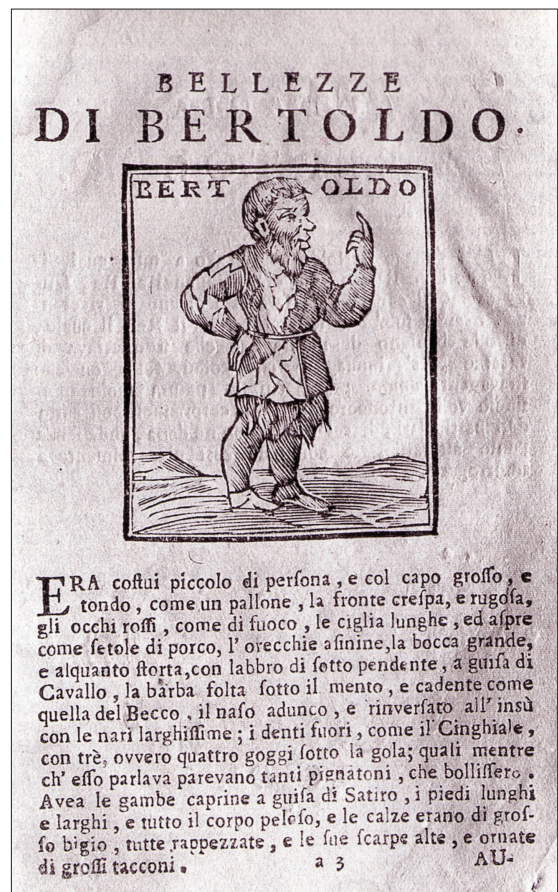 BELLEZZE
DI BERTOLDO.
BERT OLDO
ERA coſtui piccolo di perſona, e col capo groſſo, e
tondo, come un pallone, la fronte creſpa, e rugoſa,
gli occhi roſſi, come di fuoco, le ciglia lunghe, ed aſpre
come ſetole di porco, l' orecchie aſinine, la bocca grande,
e alquanto ſtorta, con labbro di ſotto pendente, a guiſa di
Cavallo, la barba folta ſotto il mento, e cadente come
quella del Becco, il naſo adunco, e rinverſato all' insù
con le nari larghiſſime; i denti fuori, come il Cinghiale,
con trè, ovvero quattro goggi ſotto la gola; quali mentre
ch' eſſo parlava parevano tanti pignatoni, che bolliſſero.
Avea le gambe caprine a guiſa di Satiro, i piedi lunghi
e larghi, e tutto il corpo peloſo, e le calze erano di groſ-
ſo bigio, tutte rappezzate, e le ſue ſcarpe alte, e ornate
di groſſi tacconi.
a 3 AU-